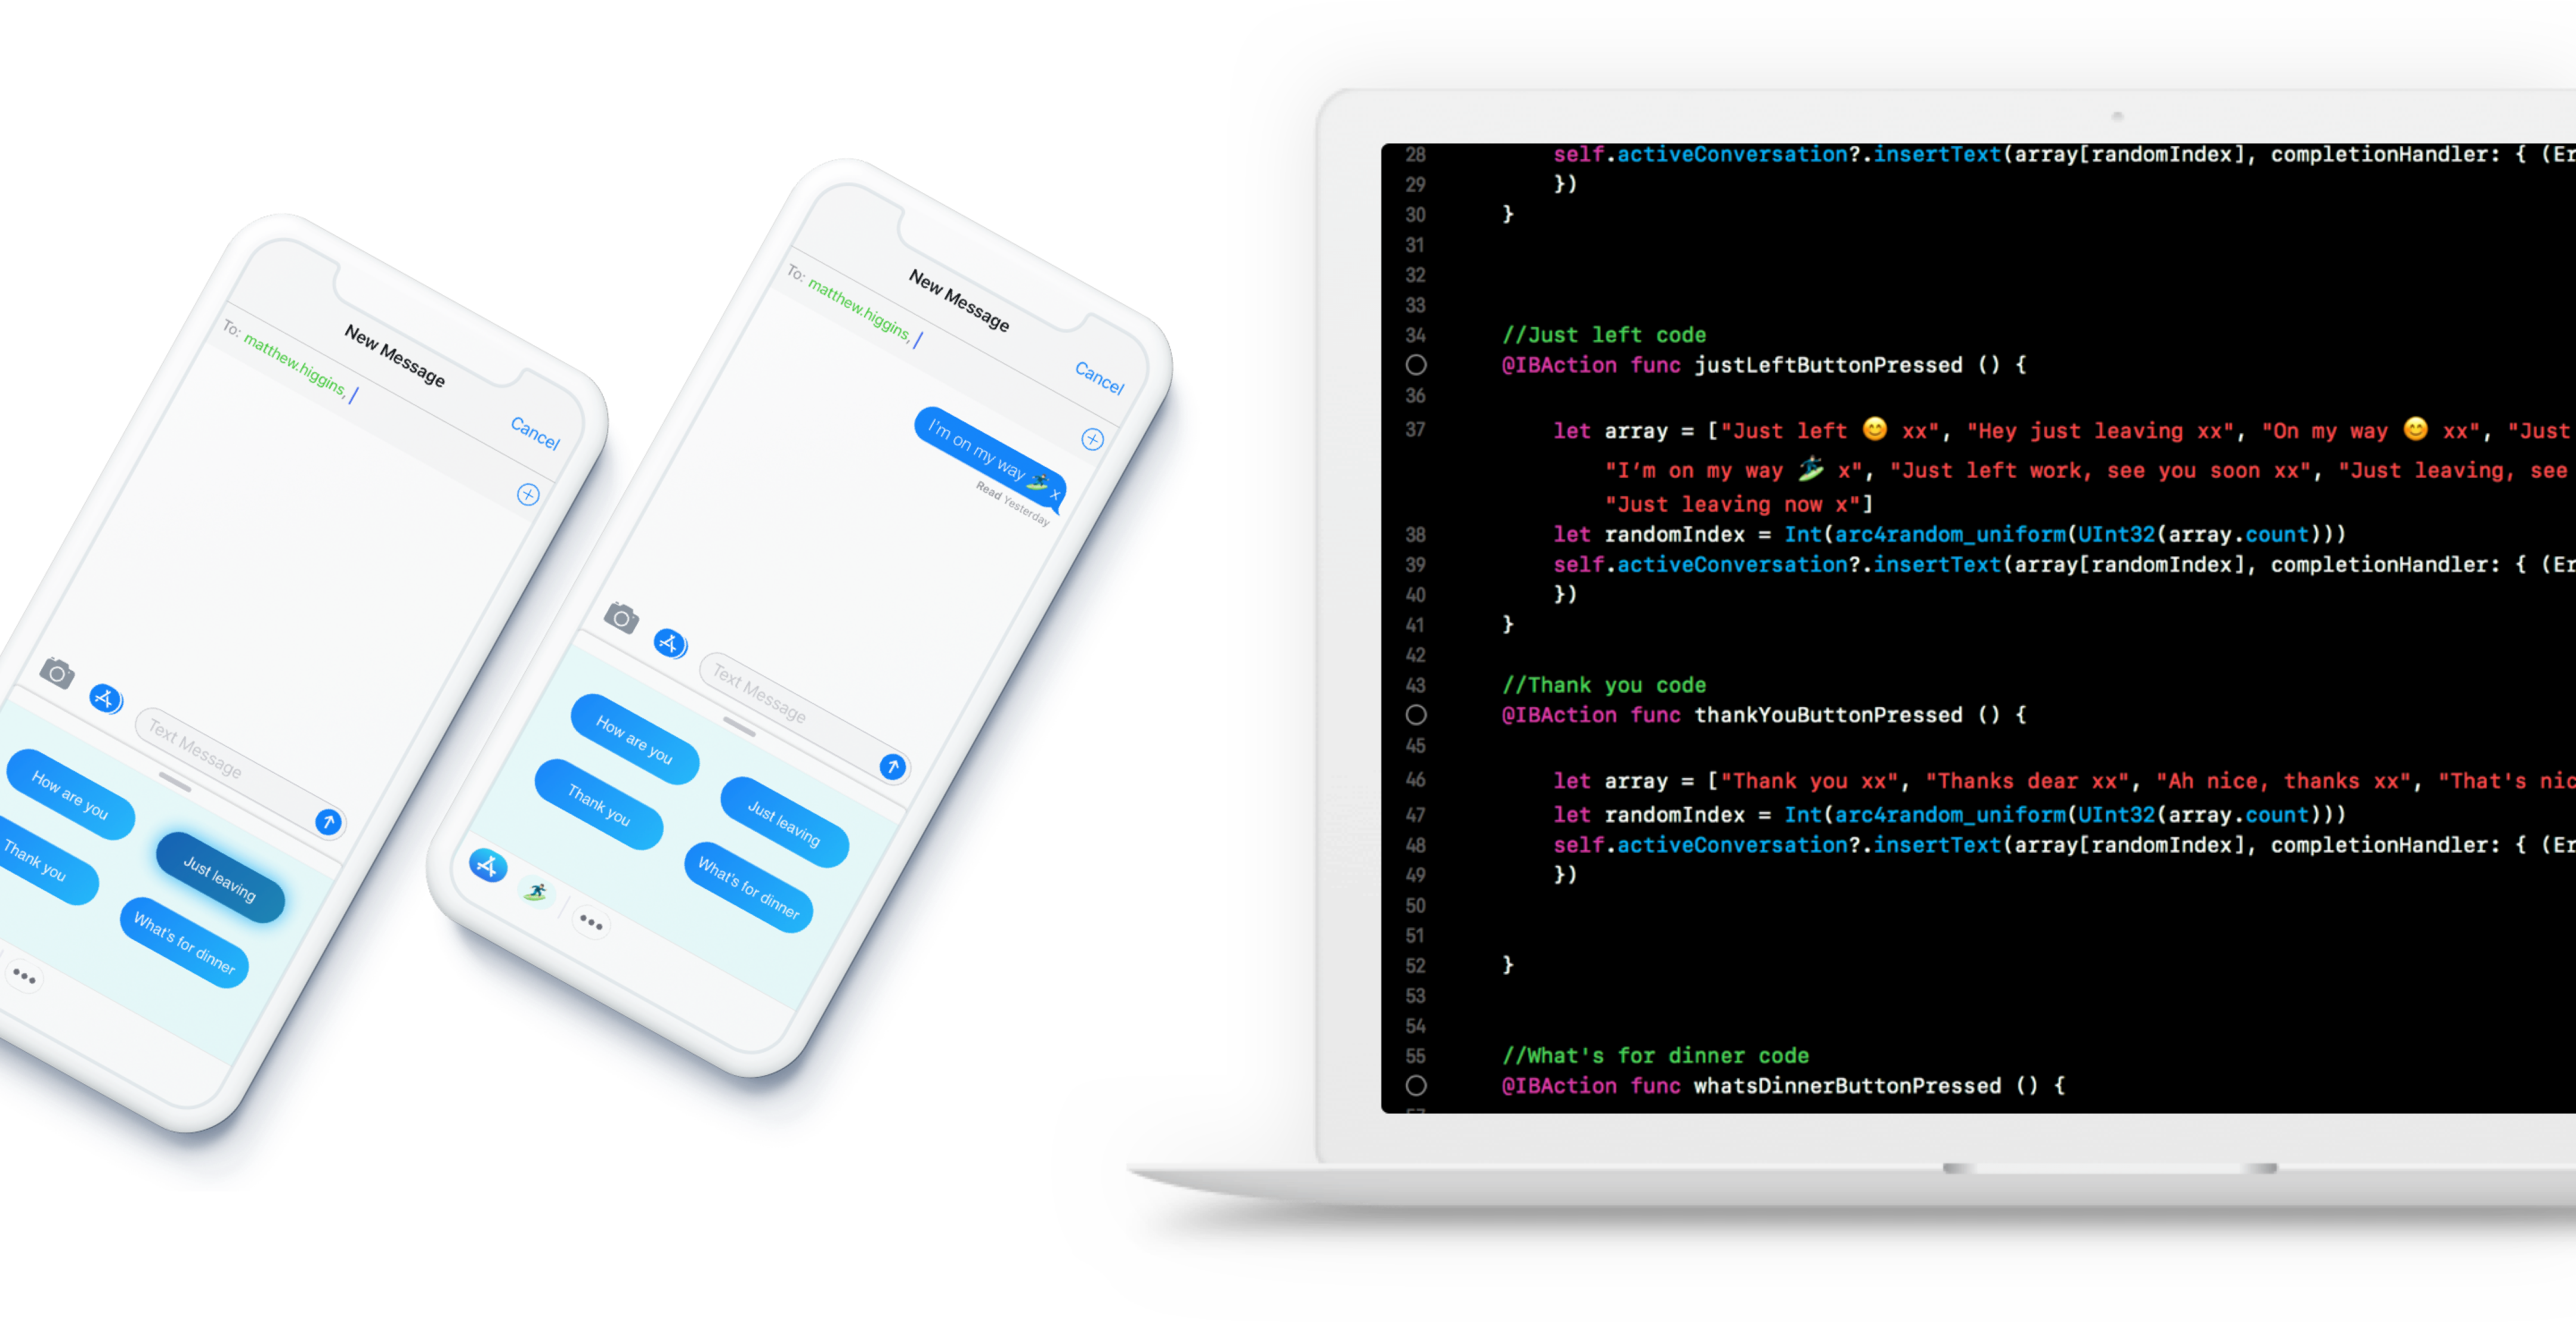 New Message
To: matthew.higgins,
Cancel
Text Message
How are you
Just leaving
Thank you
What's for dinner
New Message
To: matthew.higgins,
Cancel
I'm on my way 🏄 x
Read Yesterday
Text Message
How are you
Just leaving
Thank you
What's for dinner
28 self.activeConversation?.insertText(array[randomIndex], completionHandler: { (Er
29 })
30 }
31
32
33
34 //Just left code
@IBAction func justLeftButtonPressed () {
36
37 let array = ["Just left 😊 xx", "Hey just leaving xx", "On my way 😊 xx", "Just
"I’m on my way 🏄 x", "Just left work, see you soon xx", "Just leaving, see
"Just leaving now x"]
38 let randomIndex = Int(arc4random_uniform(UInt32(array.count)))
39 self.activeConversation?.insertText(array[randomIndex], completionHandler: { (Er
40 })
41 }
42
43 //Thank you code
@IBAction func thankYouButtonPressed () {
45
46 let array = ["Thank you xx", "Thanks dear xx", "Ah nice, thanks xx", "That's nic
47 let randomIndex = Int(arc4random_uniform(UInt32(array.count)))
48 self.activeConversation?.insertText(array[randomIndex], completionHandler: { (Er
49 })
50
51
52 }
53
54
55 //What's for dinner code
@IBAction func whatsDinnerButtonPressed () {